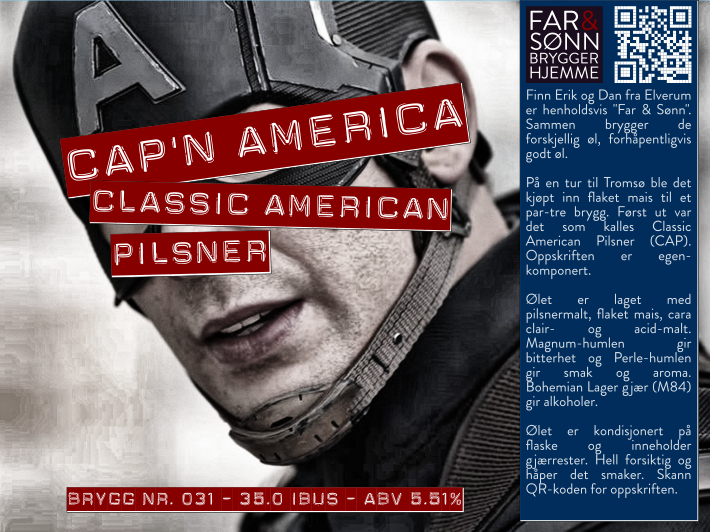 A
CAP'N AMERICA
CLASSIC AMERICAN
PILSNER
BRYGG NR. 031 - 35.0 IBUS - ABV 5.51%
FAR&
SØNN
BRYGGER
HJEMME
Finn Erik og Dan fra Elverum
er henholdsvis "Far & Sønn".
Sammen brygger de
forskjellig øl, forhåpentligvis
godt øl.
På en tur til Tromsø ble det
kjøpt inn flaket mais til et
par-tre brygg. Først ut var
det som kalles Classic
American Pilsner (CAP).
Oppskriften er egen-
komponert.
Ølet er laget med
pilsnermalt, flaket mais, cara
clair- og acid-malt.
Magnum-humlen gir
bitterhet og Perle-humlen
gir smak og aroma.
Bohemian Lager gjær (M84)
gir alkoholer.
Ølet er kondisjonert på
flaske og inneholder
gjærrester. Hell forsiktig og
håper det smaker. Skann
QR-koden for oppskriften.